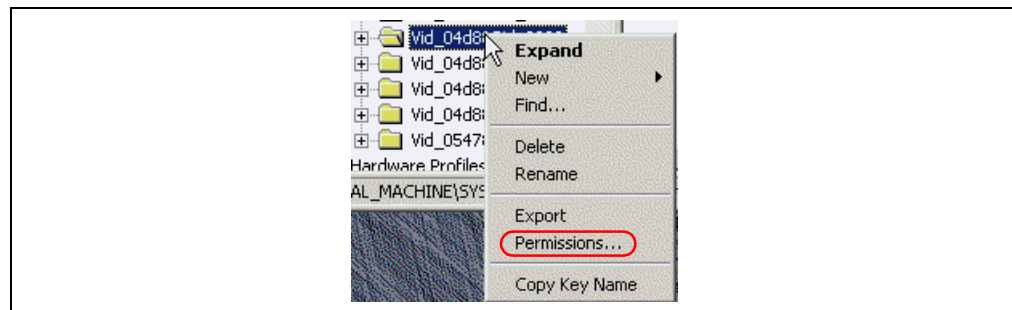 Vid_04d8
Expand
Vid_04d8
New
Vid_04d8
Find...
Vid_04d8
Vid_0547
Delete
Hardware Profiles
Rename
AL_MACHINE\SYS
Export
Permissions...
Copy Key Name